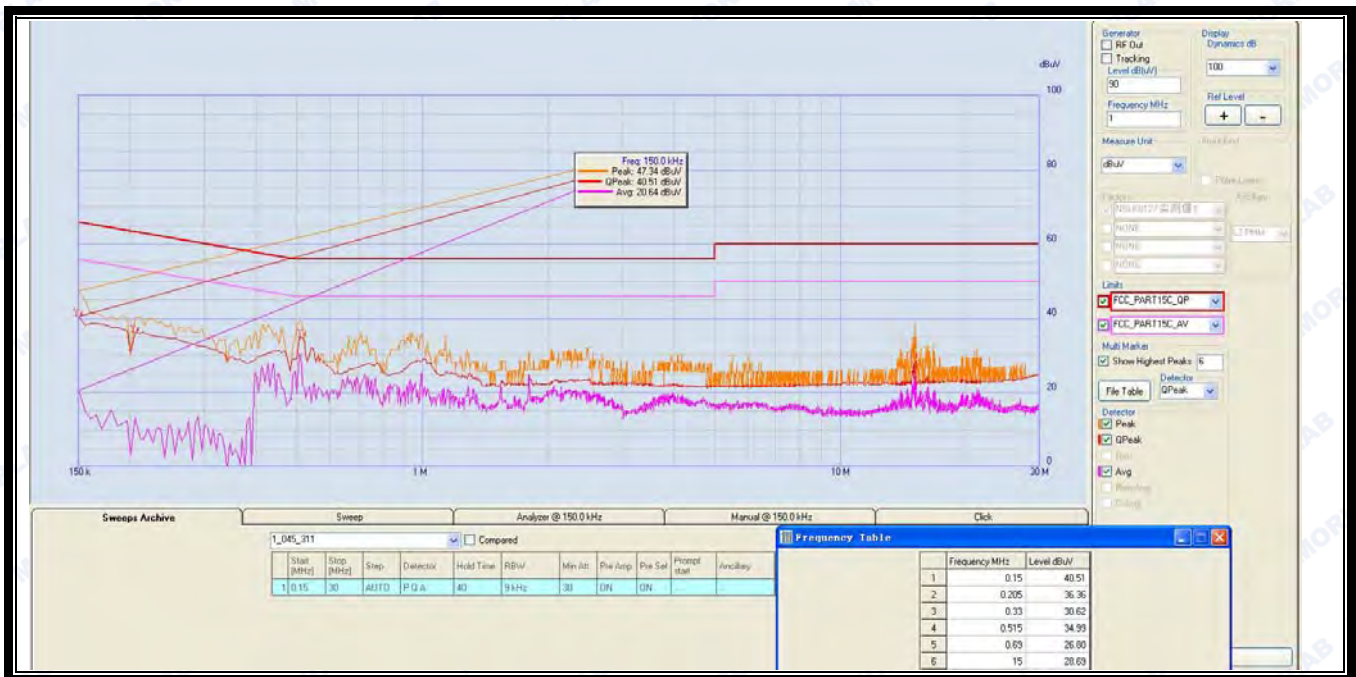 Generator
RF Out
Tracking
Level dB(uV)
90
Frequency MHz
1
Display
Dynamics dB
100
Ref Level
+ -
Measure Unit
dBuV
NONE
NONE
NONE
Limits
FCC_PART15C_QP
FCC_PART15C_AV
Multi Marker
Show Highest Peaks 6
File Table
Detector
QPeak
Detector
Peak
QPeak
Avg
dBuV
100
80
60
40
20
0
150 k 1 M 10 M 30 M
Freq: 150.0 kHz
Peak: 47.34 dBuV
QPeak: 40.51 dBuV
Avg: 20.64 dBuV
Sweeps Archive Sweep Analyzer @ 150.0 kHz Manual @ 150.0 kHz Click
1_045_311 Compared
Start [MHz] Stop [MHz] Step Detector Hold Time RBW Min Att Pre Amp Pre Sel Prompt start Ancillary
1 0.15 30 AUTO P Q A 40 9 kHz 30 ON ON
Frequency Table
Frequency MHz Level dBuV
1 0.15 40.51
2 0.205 36.36
3 0.33 30.62
4 0.515 34.99
5 0.69 26.80
6 15 28.69